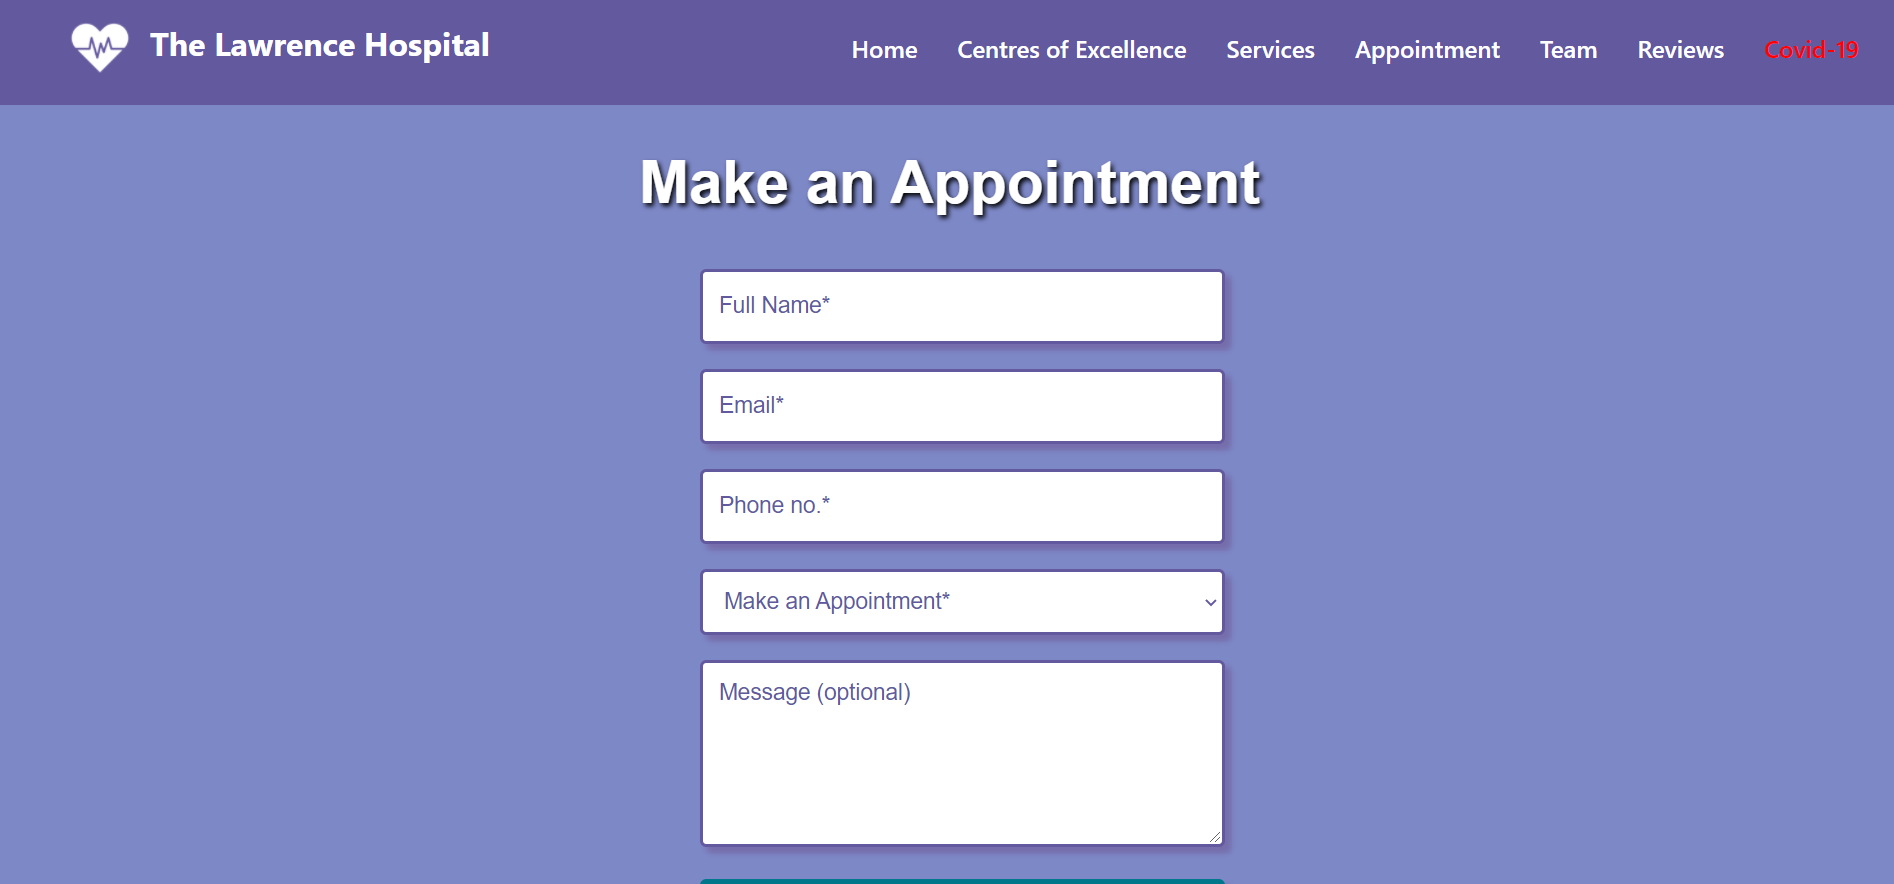 The Lawrence Hospital
Home Centres of Excellence Services Appointment Team Reviews Covid-19
Make an Appointment
Full Name*
Email*
Phone no.*
Make an Appointment*
Message (optional)